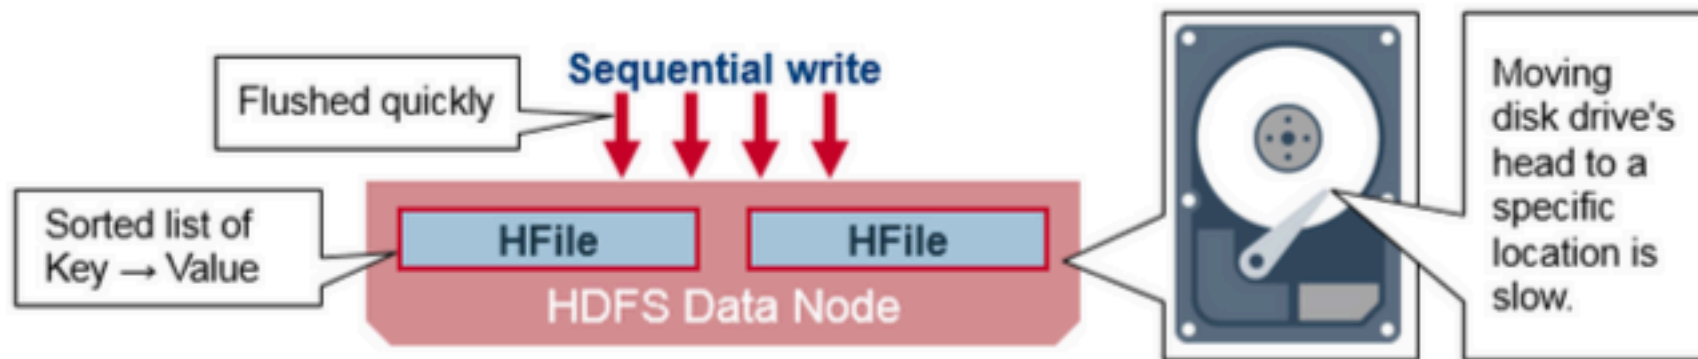 Sequential write
Flushed quickly
Sorted list of
Key → Value
HFile
HFile
HDFS Data Node
Moving
disk drive's
head to a
specific
location is
slow.